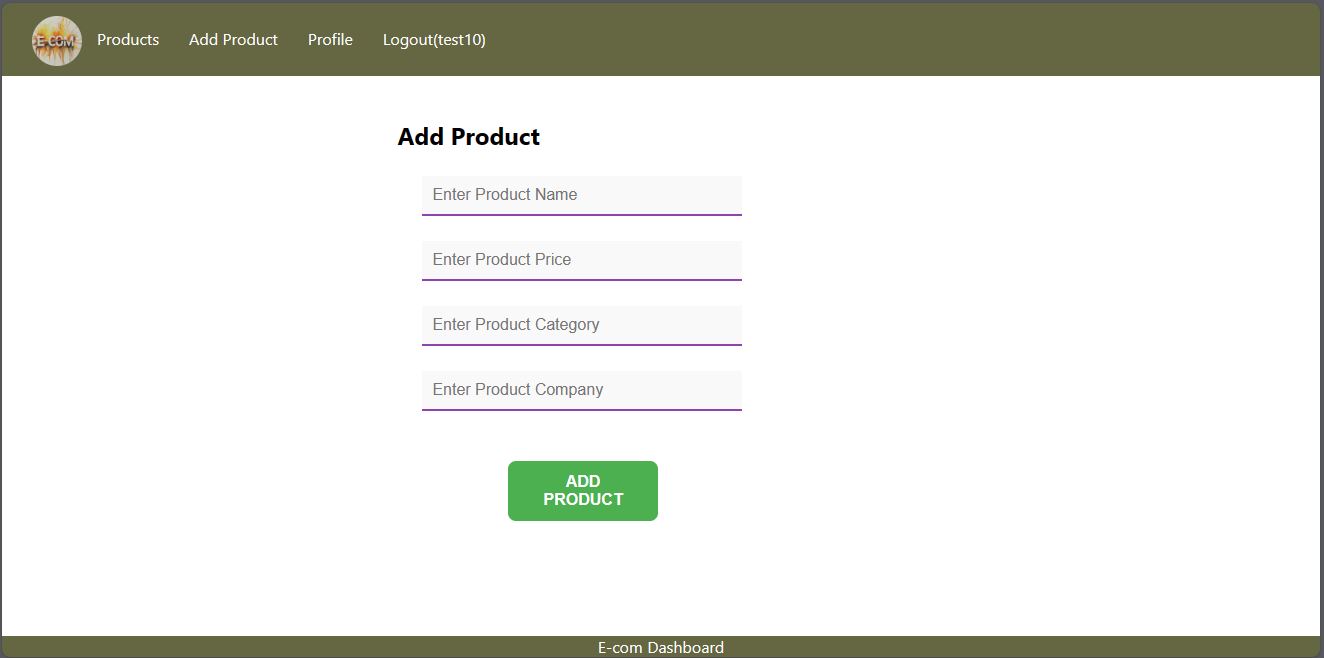 E-COM
Products
Add Product
Profile
Logout(test10)
Add Product
Enter Product Name
Enter Product Price
Enter Product Category
Enter Product Company
ADD
PRODUCT
E-com Dashboard